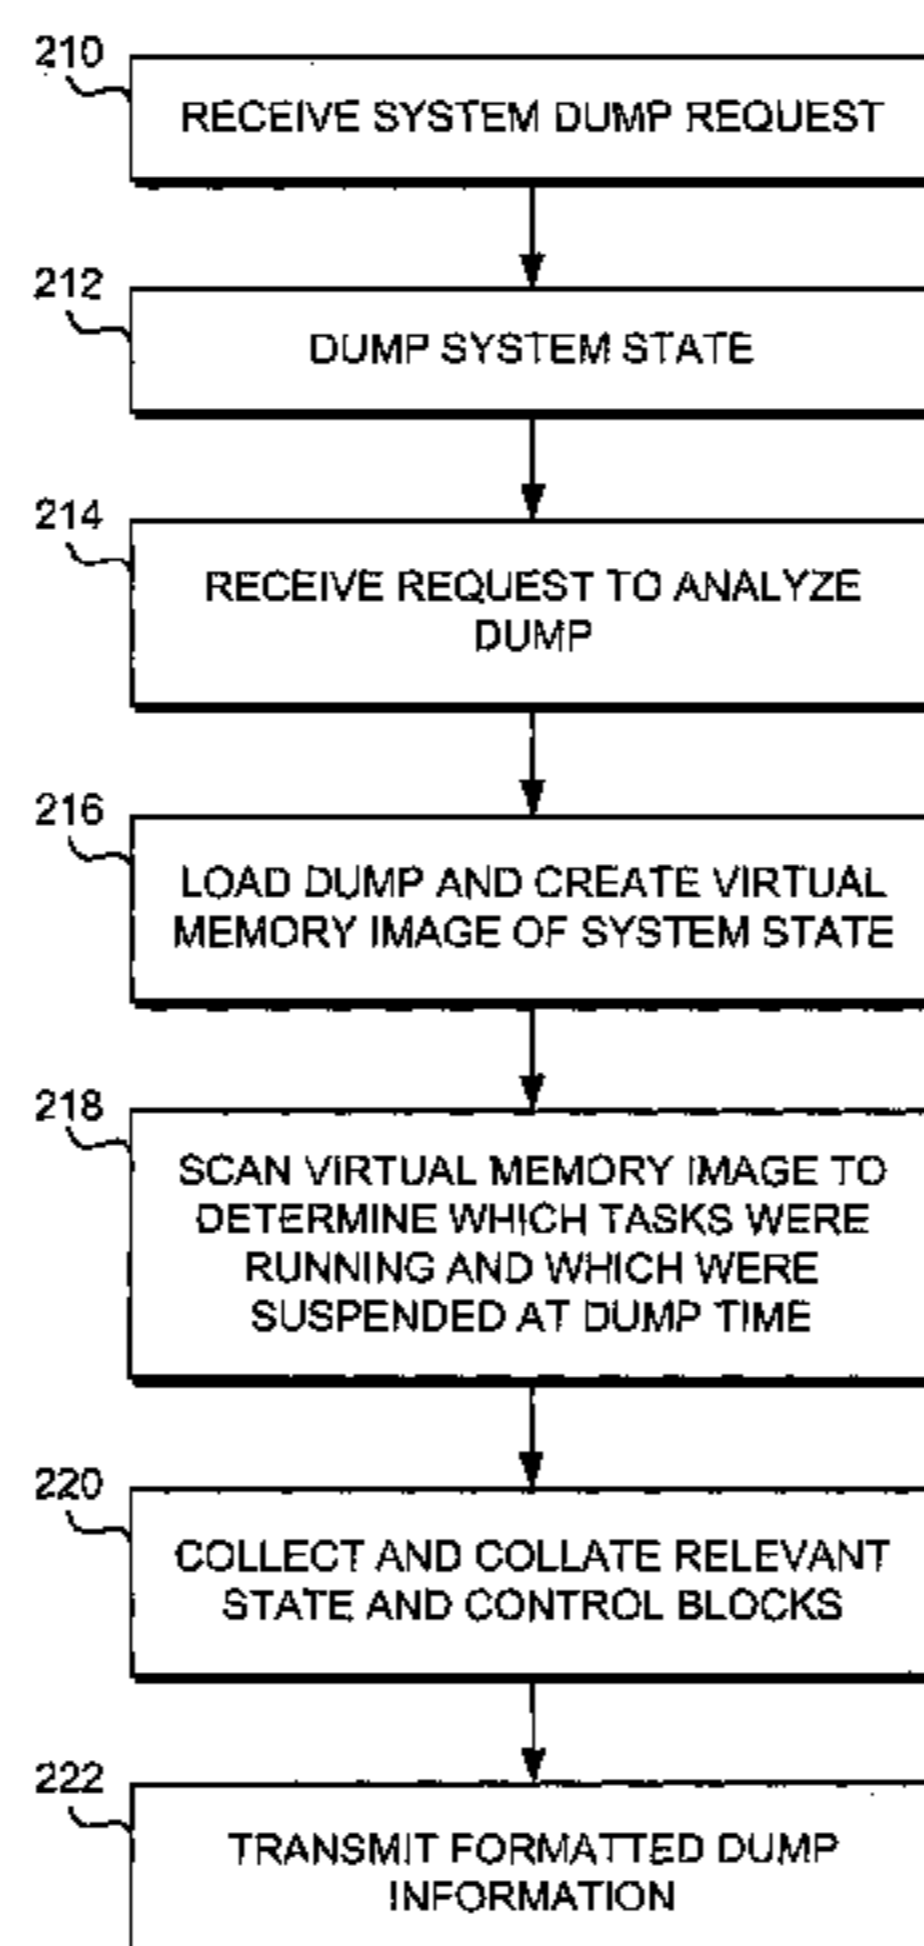 210
RECEIVE SYSTEM DUMP REQUEST
212
DUMP SYSTEM STATE
214
RECEIVE REQUEST TO ANALYZE
DUMP
216
LOAD DUMP AND CREATE VIRTUAL
MEMORY IMAGE OF SYSTEM STATE
218
SCAN VIRTUAL MEMORY IMAGE TO
DETERMINE WHICH TASKS WERE
RUNNING AND WHICH WERE
SUSPENDED AT DUMP TIME
220
COLLECT AND COLLATE RELEVANT
STATE AND CONTROL BLOCKS
222
TRANSMIT FORMATTED DUMP
INFORMATION